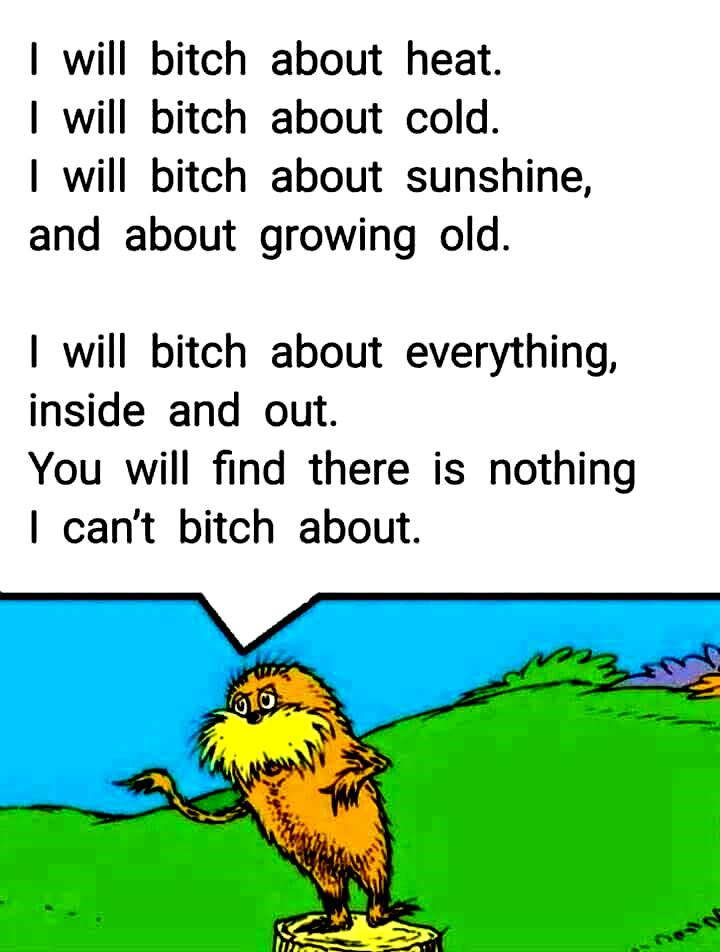 I will bitch about heat.
I will bitch about cold.
I will bitch about sunshine,
and about growing old.
I will bitch about everything,
inside and out.
You will find there is nothing
I can't bitch about.